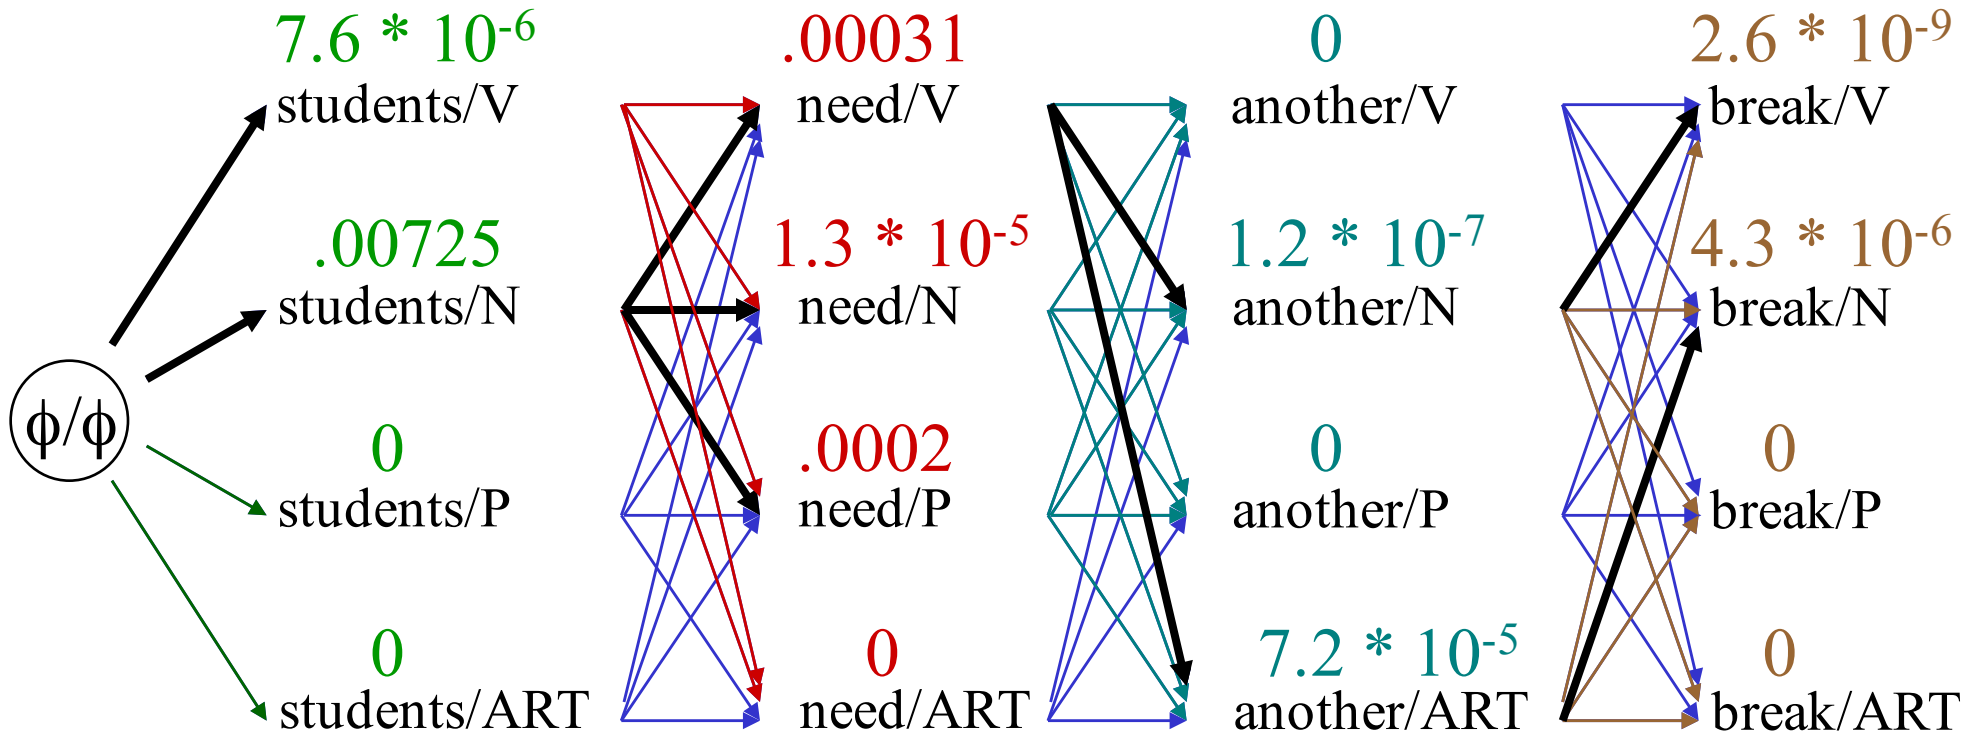 7.6 * 10-6 .00031 0 2.6 * 10-9
students/V need/V another/V break/V
.00725 1.3 * 10-5 1.2 * 10-7 4.3 * 10-6
students/N need/N another/N break/N
ϕ/ϕ
0 .0002 0 0
students/P need/P another/P break/P
0 0 7.2 * 10-5 0
students/ART need/ART another/ART break/ART